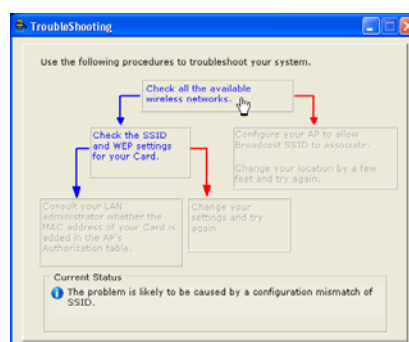 TroubleShooting
Use the following procedures to troubleshoot your system.
Check all the available
wireless networks.
Check the SSID
and WEP settings
for your Card.
Configure your AP to allow
Broadcast SSID to associate.
Change your location by a few
feet and try again.
Consult your LAN
administrator whether the
MAC address of your Card is
added in the AP's
Authorization table.
Change your
settings and try
again.
Current Status
The problem is likely to be caused by a configuration mismatch of
SSID.